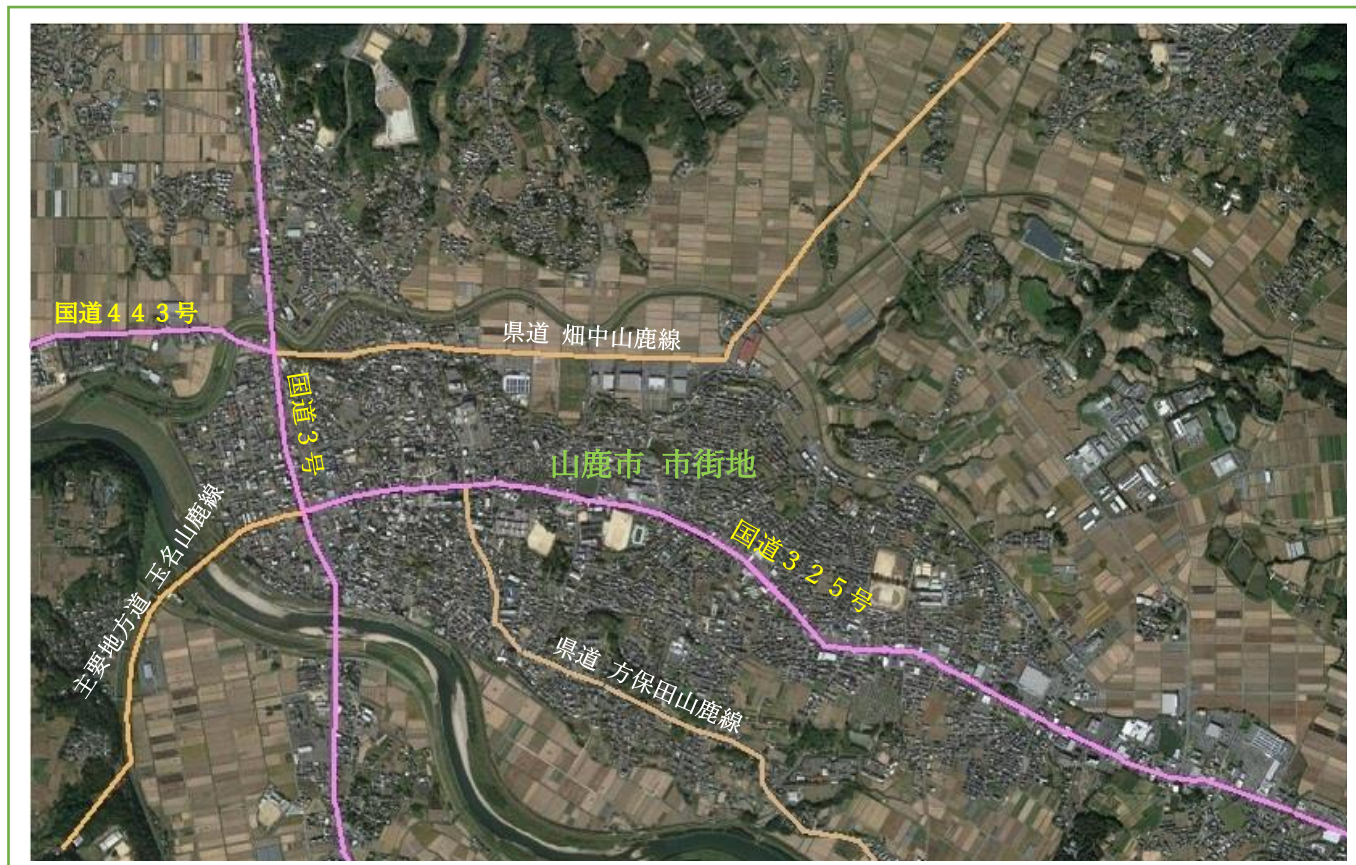 国道４４３号
県道 畑中山鹿線
国道３号
山鹿市 市街地
主要地方道 玉名山鹿線
国道３２５号
県道 方保田山鹿線